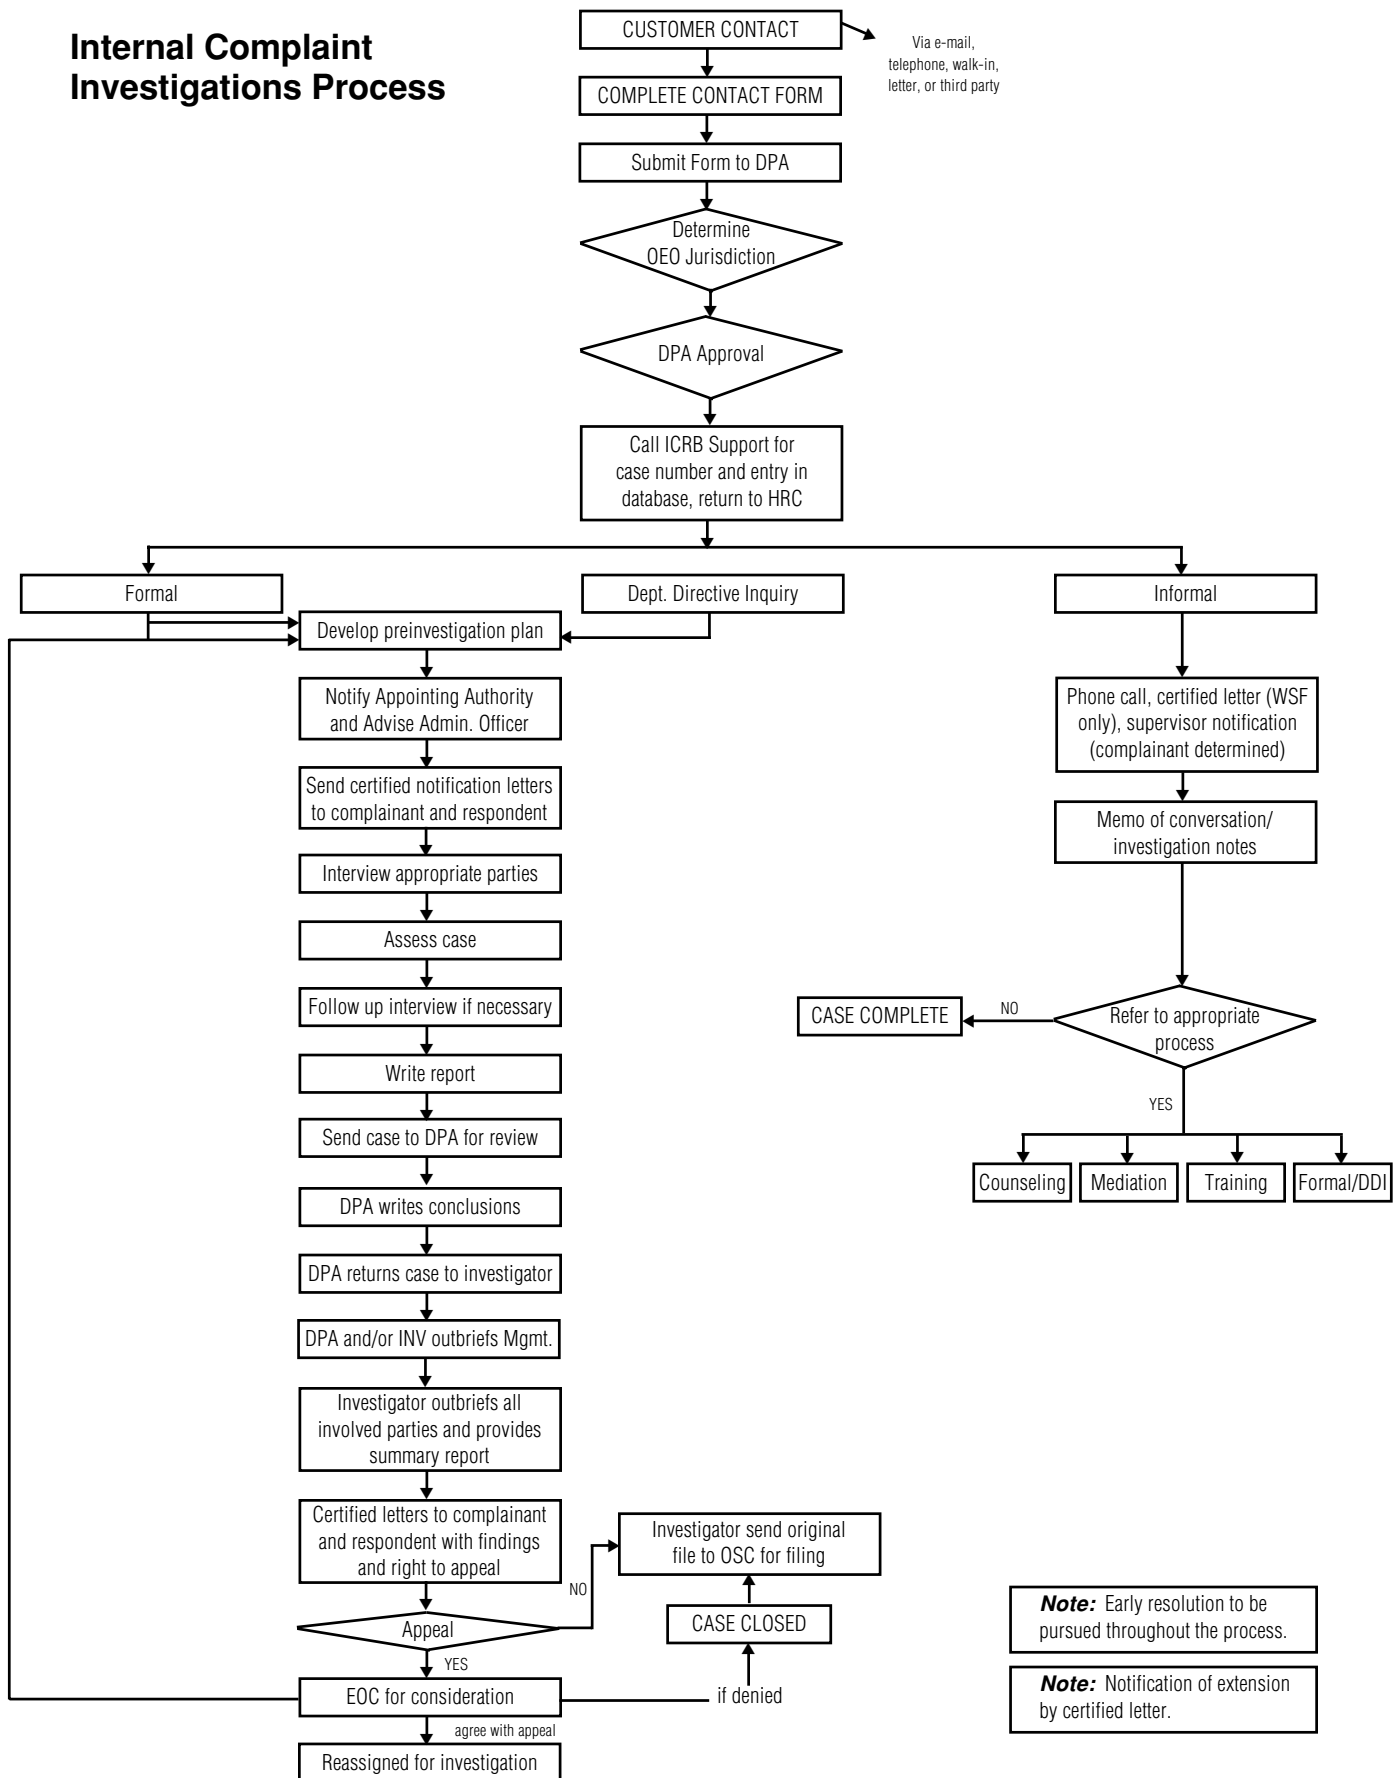 Internal Complaint
Investigations Process
CUSTOMER CONTACT
Via e-mail,
telephone, walk-in,
letter, or third party
COMPLETE CONTACT FORM
Submit Form to DPA
Determine
OEO Jurisdiction
DPA Approval
Call ICRB Support for
case number and entry in
database, return to HRC
Formal
Dept. Directive Inquiry
Informal
Develop preinvestigation plan
Notify Appointing Authority
and Advise Admin. Officer
Send certified notification letters
to complainant and respondent
Interview appropriate parties
Assess case
Follow up interview if necessary
Write report
Send case to DPA for review
DPA writes conclusions
DPA returns case to investigator
DPA and/or INV outbriefs Mgmt.
Investigator outbriefs all
involved parties and provides
summary report
Certified letters to complainant
and respondent with findings
and right to appeal
Appeal
NO
YES
Investigator send original
file to OSC for filing
CASE CLOSED
if denied
EOC for consideration
agree with appeal
Reassigned for investigation
Phone call, certified letter (WSF
only), supervisor notification
(complainant determined)
Memo of conversation/
investigation notes
Refer to appropriate
process
NO
CASE COMPLETE
YES
Counseling
Mediation
Training
Formal/DDI
Note: Early resolution to be
pursued throughout the process.
Note: Notification of extension
by certified letter.